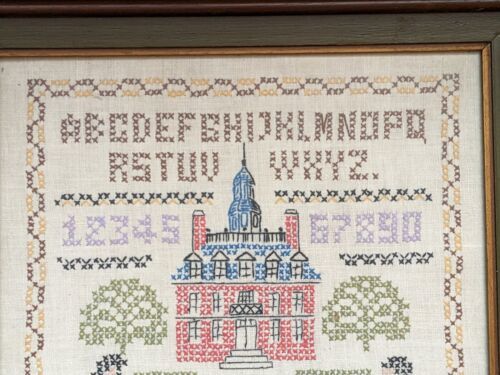 ABCDEFGHIJKLMNOPQ
RSTUV WXYZ.
12345 67890